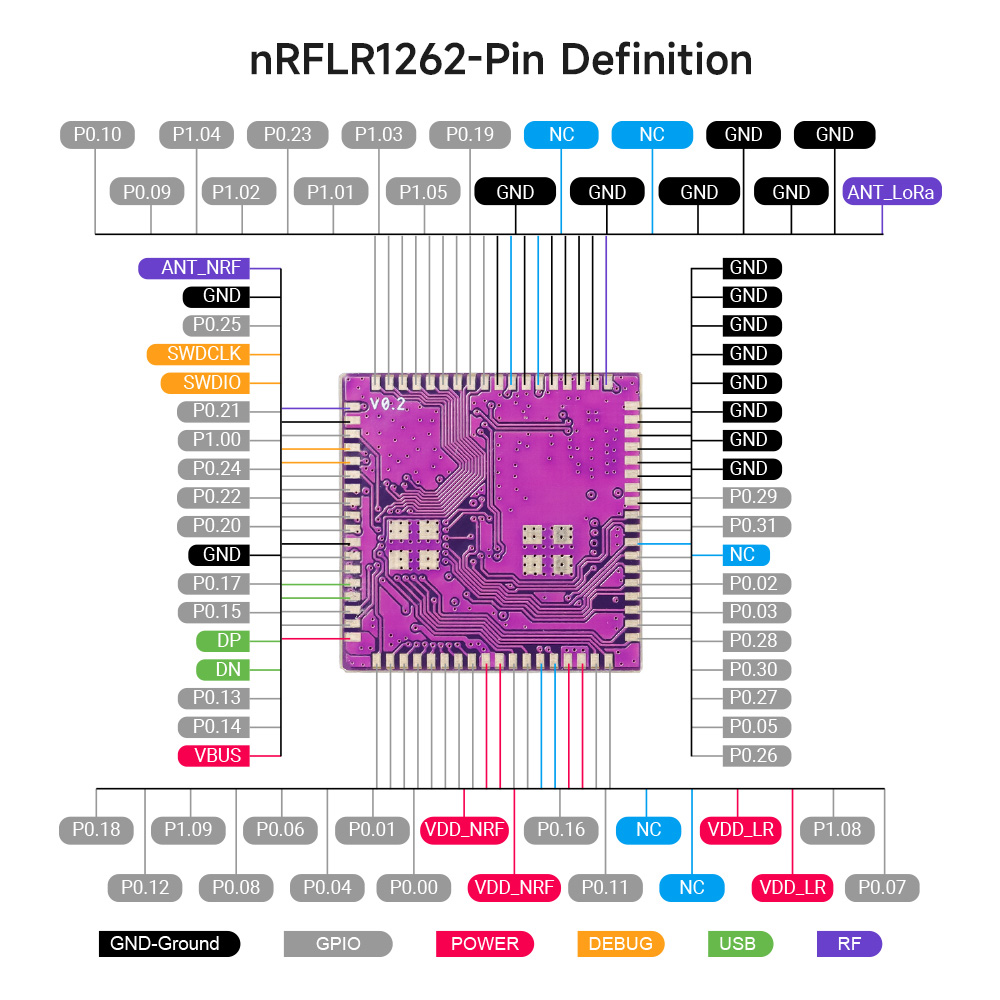 nRFLR1262-Pin Definition
P0.10 P1.04 P0.23 P1.03 P0.19 NC NC GND GND
P0.09 P1.02 P1.01 P1.05 GND GND GND GND ANT_LoRa
ANT_NRF
GND
P0.25
SWDCLK
SWDIO
P0.21
P1.00
P0.24
P0.22
P0.20
GND
P0.17
P0.15
DP
DN
P0.13
P0.14
VBUS
V0.2
GND
GND
GND
GND
GND
GND
GND
GND
P0.29
P0.31
NC
P0.02
P0.03
P0.28
P0.30
P0.27
P0.05
P0.26
P0.18 P1.09 P0.06 P0.01 VDD_NRF P0.16 NC VDD_LR P1.08
P0.12 P0.08 P0.04 P0.00 VDD_NRF P0.11 NC VDD_LR P0.07
GND-Ground GPIO POWER DEBUG USB RF